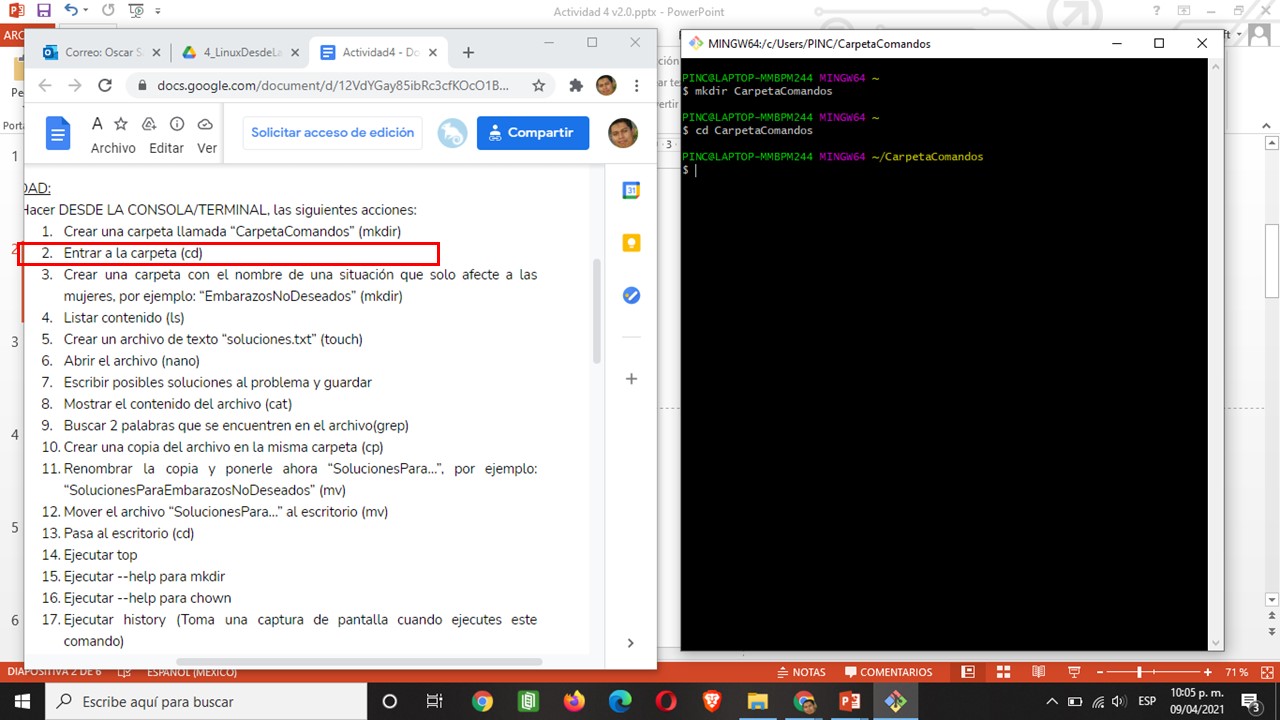 Actividad 4 v2.0.pptx - PowerPoint
ARC
Correo: Oscar S
4_LinuxDesdeLa
Actividad4 - Do
docs.google.com/document/d/12VdYGay85ibRc3cfKOcO1B...
Archivo
Editar
Ver
Solicitar acceso de edición
Compartir
DAD:
Hacer DESDE LA CONSOLA/TERMINAL, las siguientes acciones:
1. Crear una carpeta llamada “CarpetaComandos” (mkdir)
2. Entrar a la carpeta (cd)
3. Crear una carpeta con el nombre de una situación que solo afecte a las
mujeres, por ejemplo: “EmbarazosNoDeseados” (mkdir)
4. Listar contenido (ls)
5. Crear un archivo de texto “soluciones.txt” (touch)
6. Abrir el archivo (nano)
7. Escribir posibles soluciones al problema y guardar
8. Mostrar el contenido del archivo (cat)
9. Buscar 2 palabras que se encuentren en el archivo(grep)
10. Crear una copia del archivo en la misma carpeta (cp)
11. Renombrar la copia y ponerle ahora “SolucionesPara...”, por ejemplo:
“SolucionesParaEmbarazosNoDeseados” (mv)
12. Mover el archivo “SolucionesPara...” al escritorio (mv)
13. Pasa al escritorio (cd)
14. Ejecutar top
15. Ejecutar --help para mkdir
16. Ejecutar --help para chown
17. Ejecutar history (Toma una captura de pantalla cuando ejecutes este
comando)
MINGW64:/c/Users/PINC/CarpetaComandos
PINC@LAPTOP-MMBPM244 MINGW64 ~
$ mkdir CarpetaComandos
PINC@LAPTOP-MMBPM244 MINGW64 ~
$ cd CarpetaComandos
PINC@LAPTOP-MMBPM244 MINGW64 ~/CarpetaComandos
$
1
2
3
4
5
6
DIAPOSITIVA 2 DE 6
ESPAÑOL (MÉXICO)
NOTAS
COMENTARIOS
71 %
Escribe aquí para buscar
ESP
10:05 p. m.
09/04/2021
3